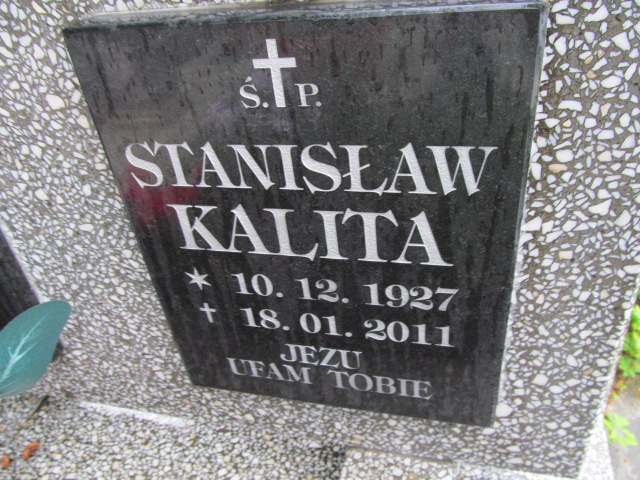 Ś. P.
STANISŁAW
KALITA
* 10. 12. 1927
† 18. 01. 2011
JEZU
UFAM TOBIE